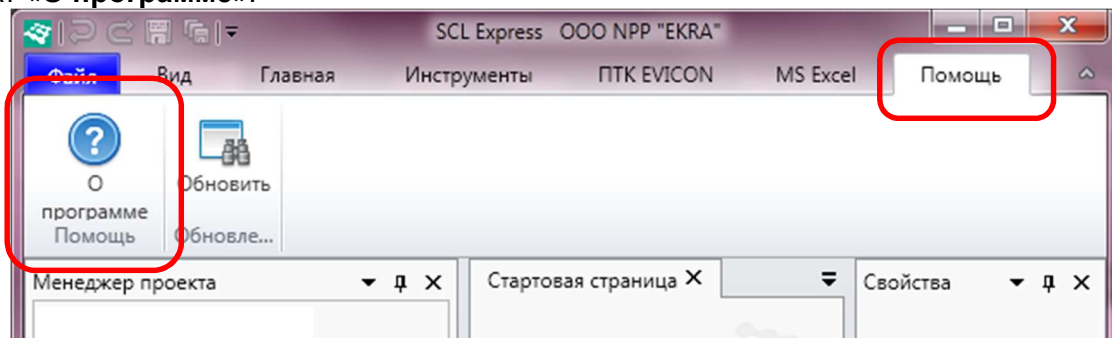 «О программе».
SCL Express ООО NPP "EKRA"
Файл Вид Главная Инструменты ПТК EVICON MS Excel Помощь
О программе
Обновить
Помощь
Обновле...
Менеджер проекта
Стартовая страница
Свойства